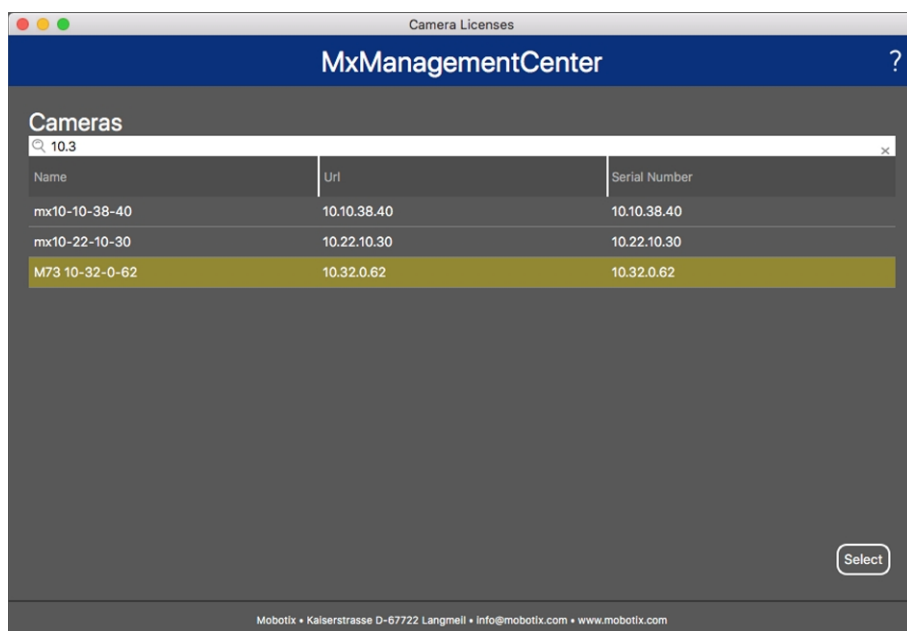 Camera Licenses
MxManagementCenter
?
Cameras
10.3
Name Url Serial Number
mx10-10-38-40 10.10.38.40 10.10.38.40
mx10-22-10-30 10.22.10.30 10.22.10.30
M73 10-32-0-62 10.32.0.62 10.32.0.62
Select
Mobotix • Kaiserstrasse D-67722 Langmeil • info@mobotix.com • www.mobotix.com